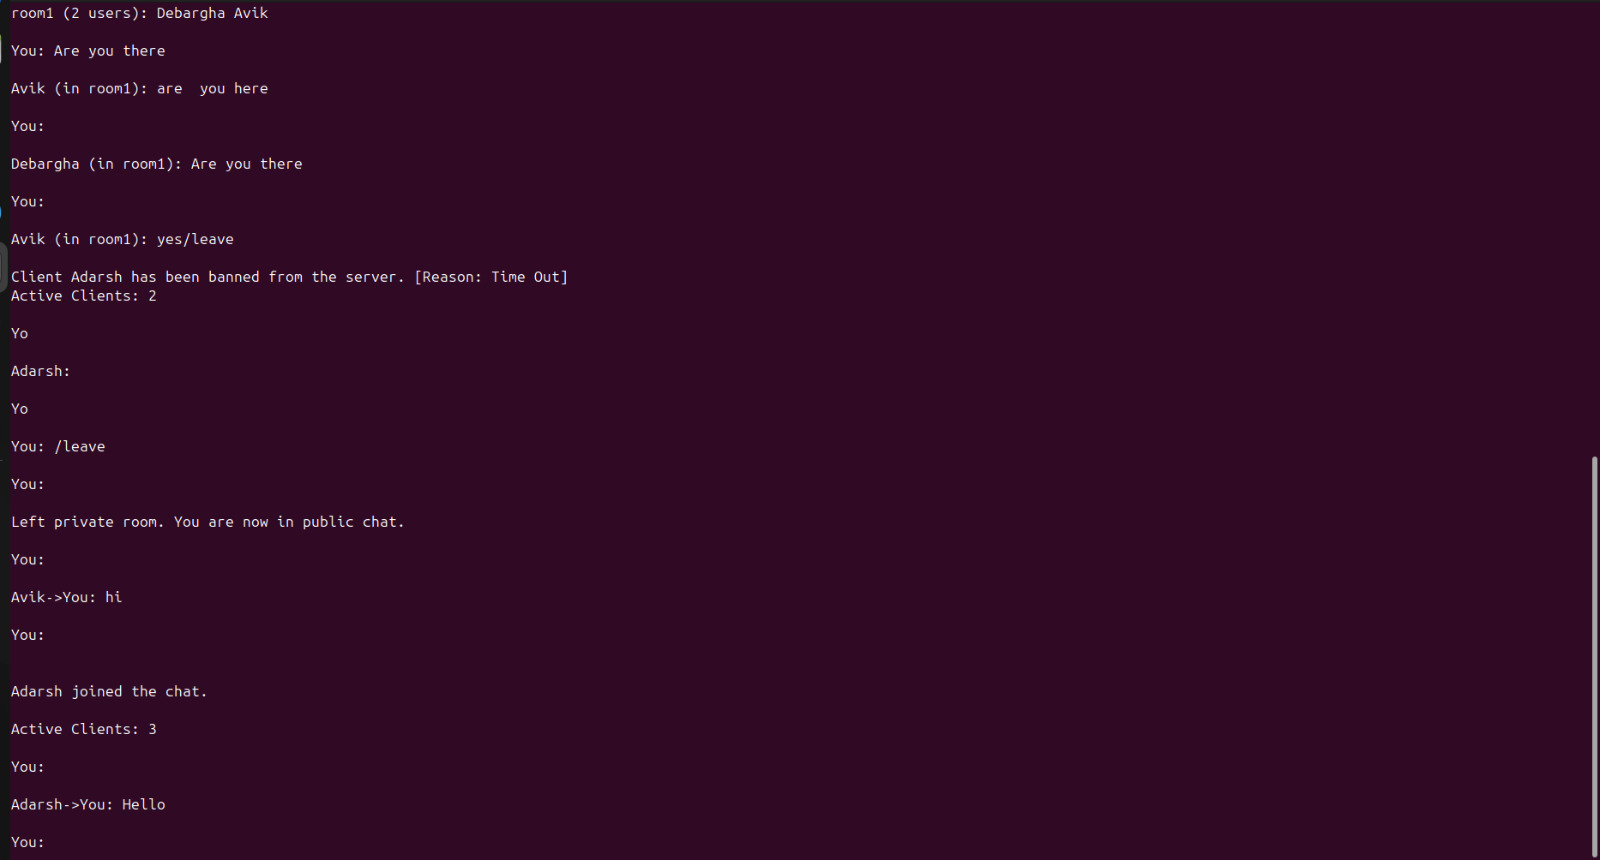 room1 (2 users): Debargha Avik
You: Are you there
Avik (in room1): are  you here
You:
Debargha (in room1): Are you there
You:
Avik (in room1): yes/leave
Client Adarsh has been banned from the server. [Reason: Time Out]
Active Clients: 2
Yo
Adarsh:
Yo
You: /leave
You:
Left private room. You are now in public chat.
You:
Avik->You: hi
You:
Adarsh joined the chat.
Active Clients: 3
You:
Adarsh->You: Hello
You: